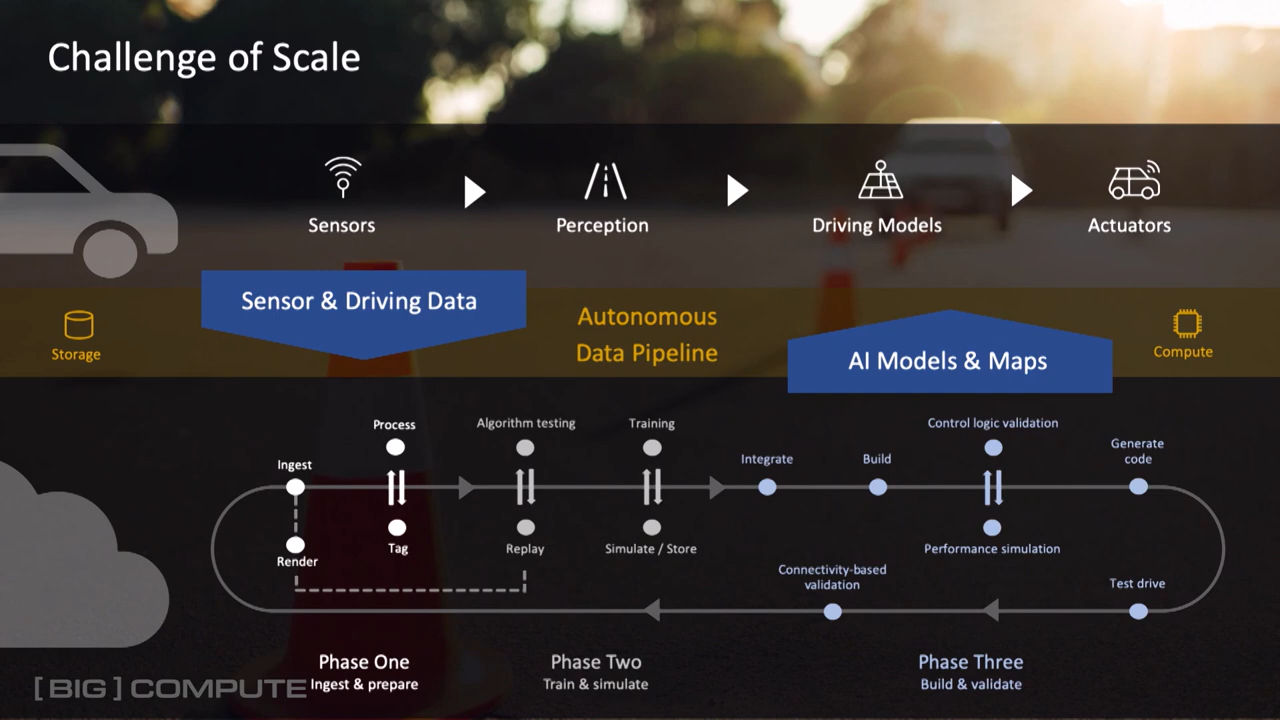 Challenge of Scale
Sensors
Perception
Driving Models
Actuators
Sensor & Driving Data
Autonomous
Data Pipeline
Storage
AI Models & Maps
Compute
Process
Algorithm testing
Training
Control logic validation
Ingest
Integrate
Build
Generate
code
Render
Tag
Replay
Simulate / Store
Performance simulation
Connectivity-based
validation
Test drive
Phase One
Ingest & prepare
Phase Two
Train & simulate
Phase Three
Build & validate
[BIG] COMPUTE